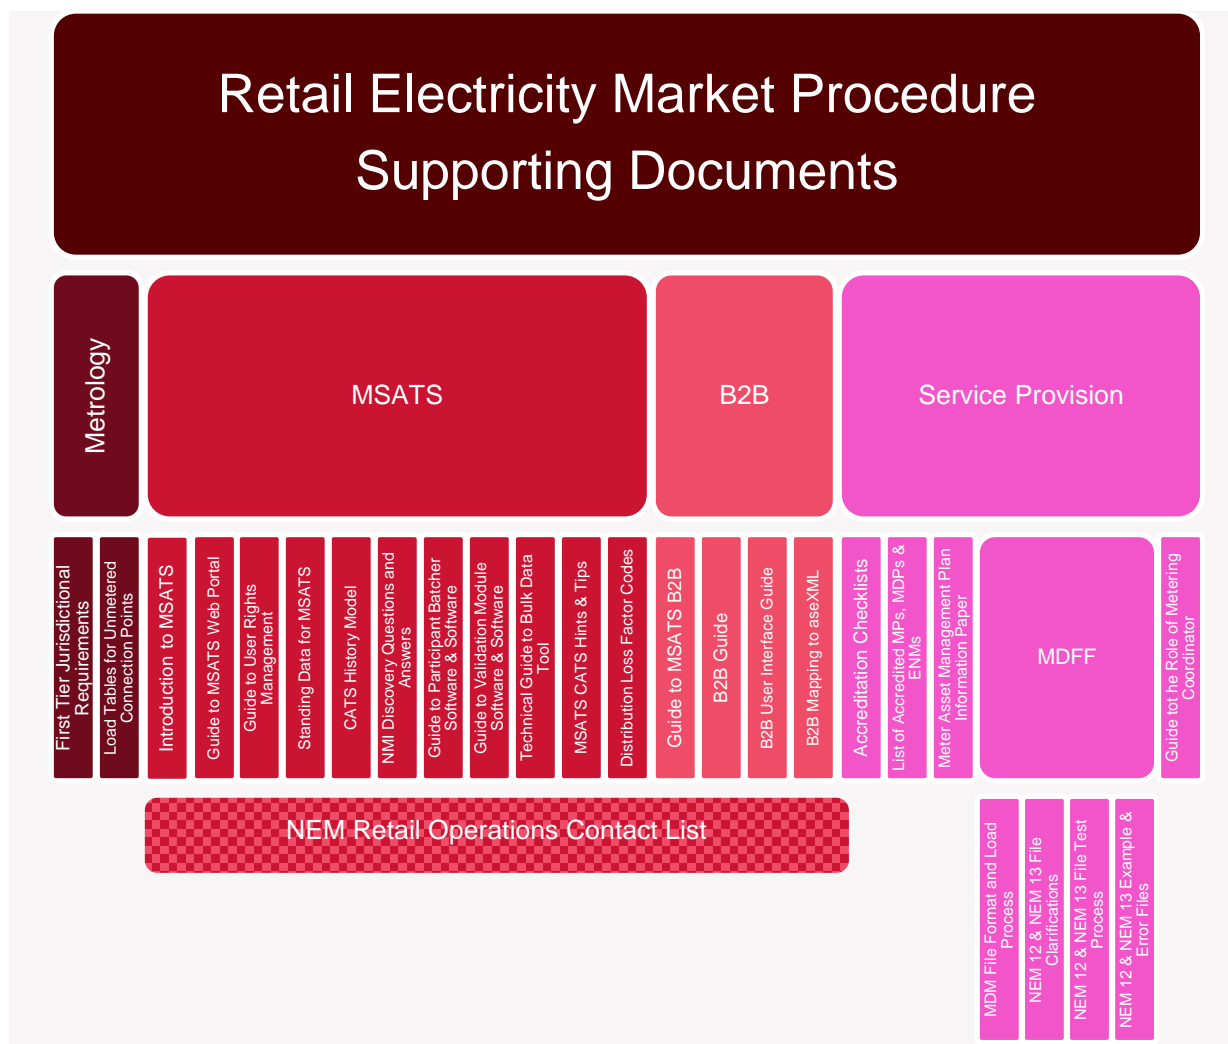 Retail Electricity Market Procedure
Supporting Documents
Metrology
MSATS
B2B
Service Provision
First Tier Jurisdictional
Requirements
Load Tables for Unmetered
Connection Points
Introduction to MSATS
Guide to MSATS Web Portal
Guide to User Rights
Management
Standing Data for MSATS
CATS History Model
NMI Discovery Questions and
Answers
Guide to Participant Batcher
Software & Software
Guide to Validation Module
Software & Software
Technical Guide to Bulk Data
Tool
MSATS CATS Hints & Tips
Distribution Loss Factor Codes
Guide to MSATS B2B
B2B Guide
B2B User Interface Guide
B2B Mapping to aseXML
Accreditation Checklists
List of Accredited MPs, MDPs &
ENMs
Meter Asset Management Plan
Information Paper
MDFF
Guide tot he Role of Metering
Coordinator
NEM Retail Operations Contact List
MDM File Format and Load
Process
NEM 12 & NEM 13 File
Clarifications
NEM 12 & NEM 13 File Test
Process
NEM 12 & NEM 13 Example &
Error Files